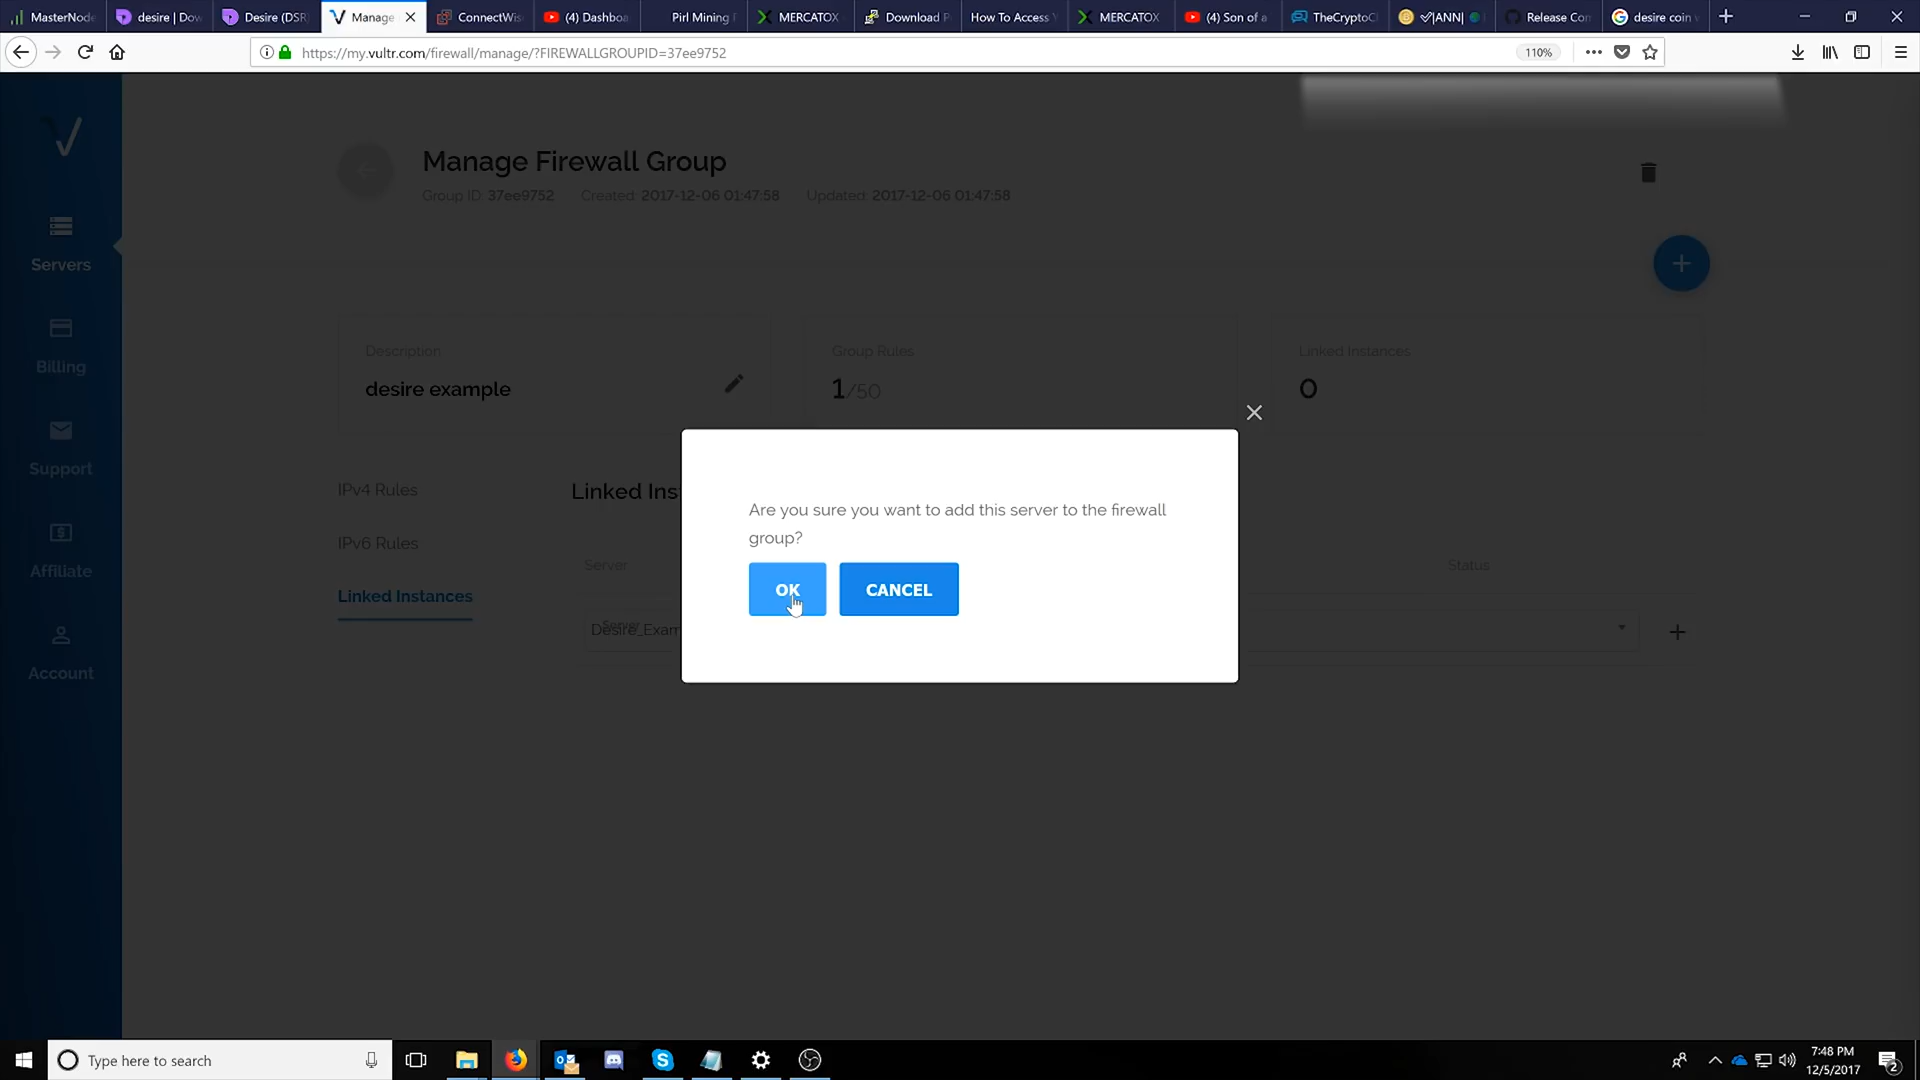 MasterNode
desire | Dow
Desire (DSR
Manage
ConnectWis
(4) Dashboa
Pirl Mining P
MERCATOX
Download P
How To Access Y
MERCATOX
(4) Son of a
TheCryptoCh
|ANN|
Release Con
desire coin v
https://my.vultr.com/firewall/manage/?FIREWALLGROUPID=37ee9752
110%
Manage Firewall Group
Group ID: 37ee9752 Created: 2017-12-06 01:47:58 Updated: 2017-12-06 01:47:58
Servers
Billing
Support
Affiliate
Account
Description
desire example
Group Rules
1/50
Linked Instances
0
IPv4 Rules
IPv6 Rules
Linked Instances
Linked Ins
Server
Status
Server
Desire_Exam
Are you sure you want to add this server to the firewall
group?
OK
CANCEL
Type here to search
7:48 PM
12/5/2017
2